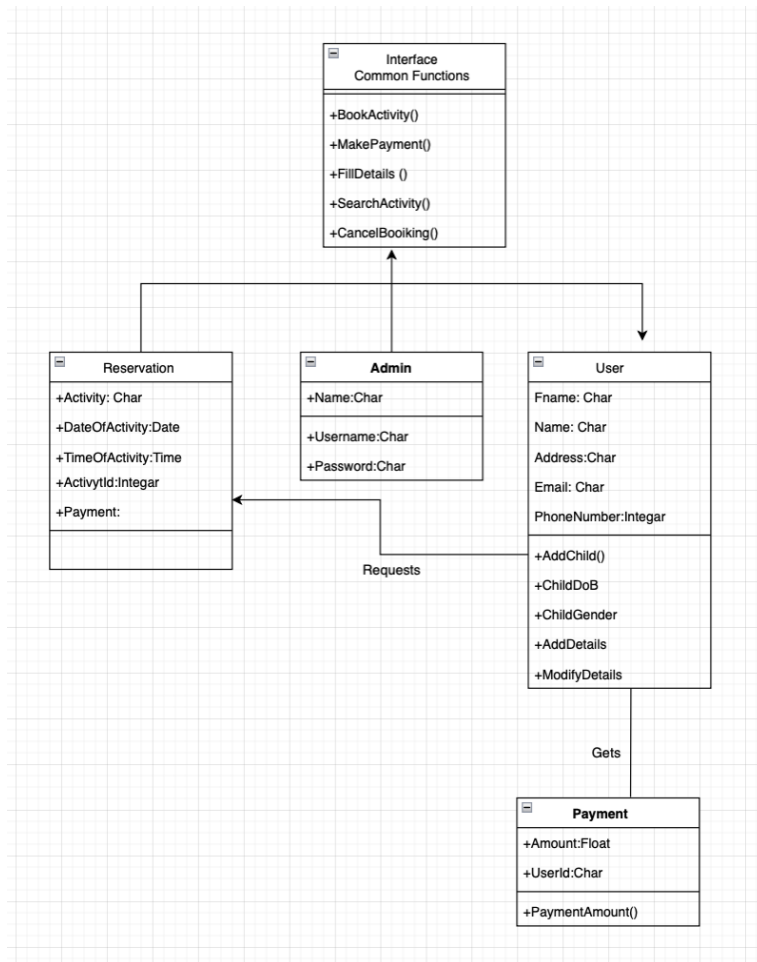 Interface
Common Functions
+BookActivity()
+MakePayment()
+FillDetails ()
+SearchActivity()
+CancelBooiking()
Reservation
+Activity: Char
+DateOfActivity:Date
+TimeOfActivity:Time
+ActivytId:Integar
+Payment:
Admin
+Name:Char
+Username:Char
+Password:Char
User
Fname: Char
Name: Char
Address:Char
Email: Char
PhoneNumber:Integar
+AddChild()
+ChildDoB
+ChildGender
+AddDetails
+ModifyDetails
Requests
Gets
Payment
+Amount:Float
+UserId:Char
+PaymentAmount()